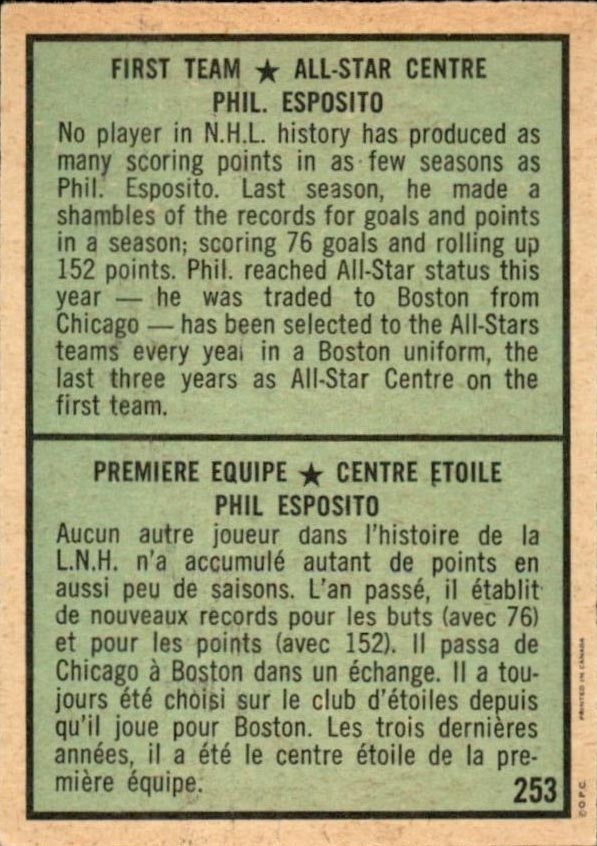 FIRST TEAM ★ ALL-STAR CENTRE
PHIL. ESPOSITO
No player in N.H.L. history has produced as
many scoring points in as few seasons as
Phil. Esposito. Last season, he made a
shambles of the records for goals and points
in a season; scoring 76 goals and rolling up
152 points. Phil. reached All-Star status this
year — he was traded to Boston from
Chicago — has been selected to the All-Stars
teams every year in a Boston uniform, the
last three years as All-Star Centre on the
first team.
PREMIERE EQUIPE ★ CENTRE ETOILE
PHIL ESPOSITO
Aucun autre joueur dans l'histoire de la
L.N.H. n'a accumulé autant de points en
aussi peu de saisons. L'an passé, il établit
de nouveaux records pour les buts (avec 76)
et pour les points (avec 152). Il passa de
Chicago à Boston dans un échange. Il a tou-
jours été choisi sur le club d'étoiles depuis
qu'il joue pour Boston. Les trois dernières
années, il a été le centre étoile de la pre-
mière équipe.
253
©O.P.C. PRINTED IN CANADA